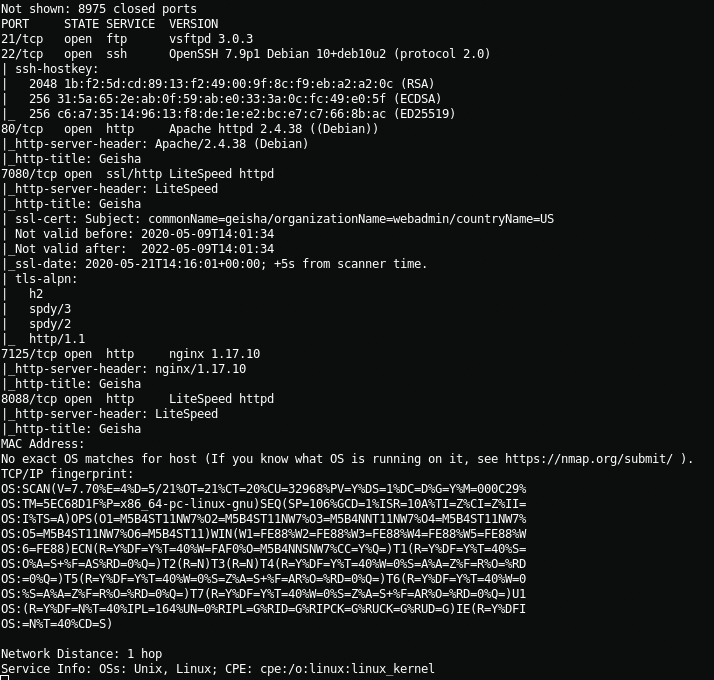 Not shown: 8975 closed ports
PORT     STATE SERVICE  VERSION
21/tcp   open  ftp      vsftpd 3.0.3
22/tcp   open  ssh      OpenSSH 7.9p1 Debian 10+deb10u2 (protocol 2.0)
| ssh-hostkey:
|   2048 1b:f2:5d:cd:89:13:f2:49:00:9f:8c:f9:eb:a2:a2:0c (RSA)
|   256 31:5a:65:2e:ab:0f:59:ab:e0:33:3a:0c:fc:49:e0:5f (ECDSA)
|_  256 c6:a7:35:14:96:13:f8:de:1e:e2:bc:e7:c7:66:8b:ac (ED25519)
80/tcp   open  http     Apache httpd 2.4.38 ((Debian))
|_http-server-header: Apache/2.4.38 (Debian)
|_http-title: Geisha
7080/tcp open  ssl/http LiteSpeed httpd
|_http-server-header: LiteSpeed
|_http-title: Geisha
| ssl-cert: Subject: commonName=geisha/organizationName=webadmin/countryName=US
| Not valid before: 2020-05-09T14:01:34
|_Not valid after:  2022-05-09T14:01:34
|_ssl-date: 2020-05-21T14:16:01+00:00; +5s from scanner time.
| tls-alpn:
|   h2
|   spdy/3
|   spdy/2
|_  http/1.1
7125/tcp open  http     nginx 1.17.10
|_http-server-header: nginx/1.17.10
|_http-title: Geisha
8088/tcp open  http     LiteSpeed httpd
|_http-server-header: LiteSpeed
|_http-title: Geisha
MAC Address:
No exact OS matches for host (If you know what OS is running on it, see https://nmap.org/submit/ ).
TCP/IP fingerprint:
OS:SCAN(V=7.70%E=4%D=5/21%OT=21%CT=20%CU=32968%PV=Y%DS=1%DC=D%G=Y%M=000C29%
OS:TM=5EC68D1F%P=x86_64-pc-linux-gnu)SEQ(SP=106%GCD=1%ISR=10A%TI=Z%CI=Z%II=
OS:I%TS=A)OPS(O1=M5B4ST11NW7%O2=M5B4ST11NW7%O3=M5B4NNT11NW7%O4=M5B4ST11NW7%
OS:O5=M5B4ST11NW7%O6=M5B4ST11)WIN(W1=FE88%W2=FE88%W3=FE88%W4=FE88%W5=FE88%W
OS:6=FE88)ECN(R=Y%DF=Y%T=40%W=FAF0%O=M5B4NNSNW7%CC=Y%Q=)T1(R=Y%DF=Y%T=40%S=
OS:O%A=S+%F=AS%RD=0%Q=)T2(R=N)T3(R=N)T4(R=Y%DF=Y%T=40%W=0%S=A%A=Z%F=R%O=%RD
OS:=0%Q=)T5(R=Y%DF=Y%T=40%W=0%S=Z%A=S+%F=AR%O=%RD=0%Q=)T6(R=Y%DF=Y%T=40%W=0
OS:%S=A%A=Z%F=R%O=%RD=0%Q=)T7(R=Y%DF=Y%T=40%W=0%S=Z%A=S+%F=AR%O=%RD=0%Q=)U1
OS:(R=Y%DF=N%T=40%IPL=164%UN=0%RIPL=G%RID=G%RIPCK=G%RUCK=G%RUD=G)IE(R=Y%DFI
OS:=N%T=40%CD=S)
Network Distance: 1 hop
Service Info: OSs: Unix, Linux; CPE: cpe:/o:linux:linux_kernel